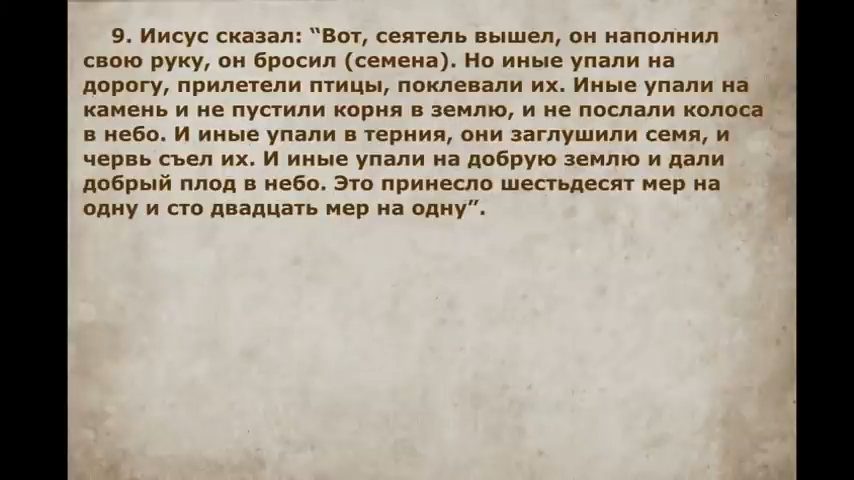 9. Иисус сказал: “Вот, сеятель вышел, он наполнил
свою руку, он бросил (семена). Но иные упали на
дорогу, прилетели птицы, поклевали их. Иные упали на
камень и не пустили корня в землю, и не послали колоса
в небо. И иные упали в терния, они заглушили семя, и
червь съел их. И иные упали на добрую землю и дали
добрый плод в небо. Это принесло шестьдесят мер на
одну и сто двадцать мер на одну”.